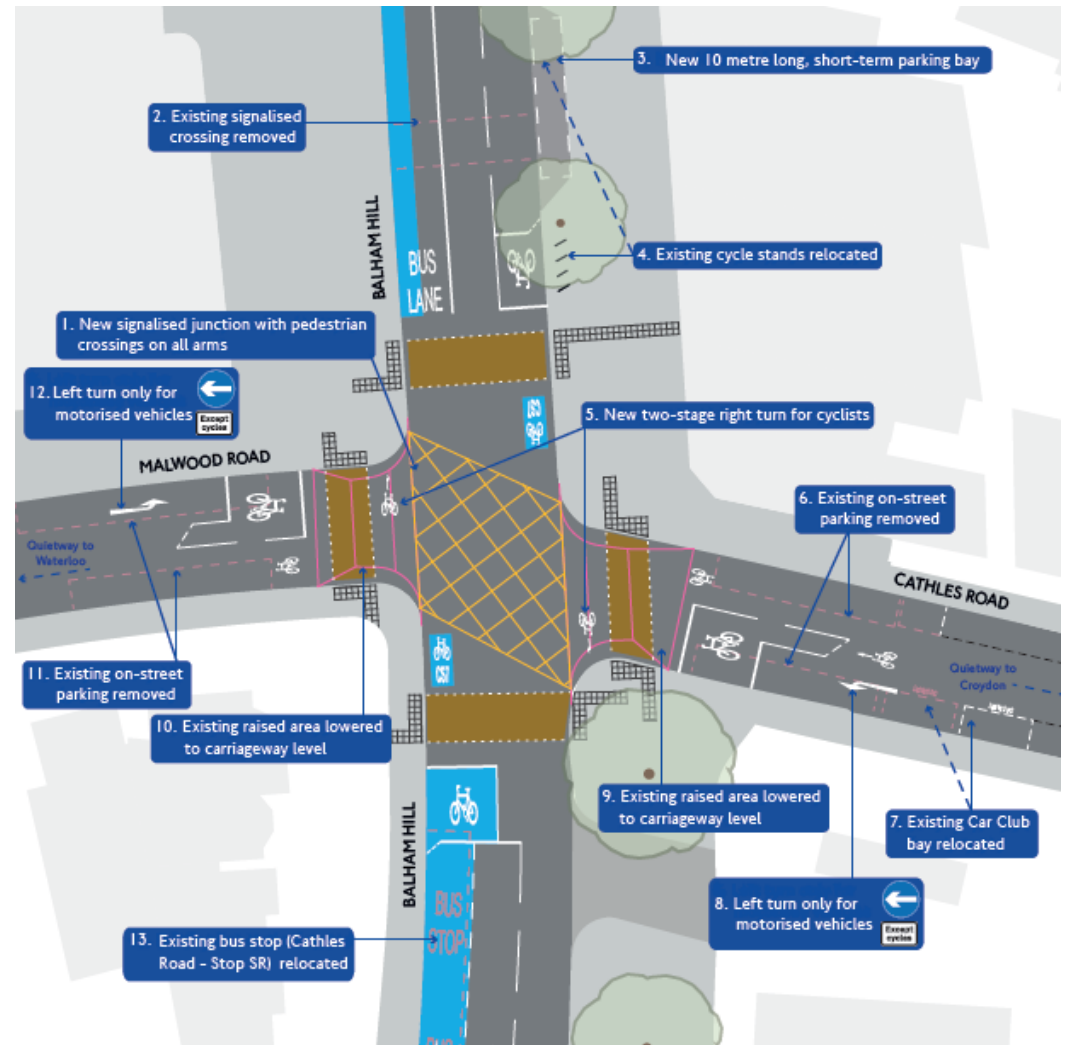 3. New 10 metre long, short-term parking bay
2. Existing signalised
crossing removed
BALHAM HILL
4. Existing cycle stands relocated
BUS
LANE
1. New signalised junction with pedestrian
crossings on all arms
12. Left turn only for
motorised vehicles
Except
cycles
CS7
5. New two-stage right turn for cyclists
MALWOOD ROAD
6. Existing on-street
parking removed
Quietway to
Waterloo
CATHLES ROAD
CS7
Quietway to
Croydon
11. Existing on-street
parking removed
10. Existing raised area lowered
to carriageway level
9. Existing raised area lowered
to carriageway level
7. Existing Car Club
bay relocated
BALHAM HILL
8. Left turn only for
motorised vehicles
Except
cycles
BUS
STOP
13. Existing bus stop (Cathles
Road - Stop SR) relocated
BUS